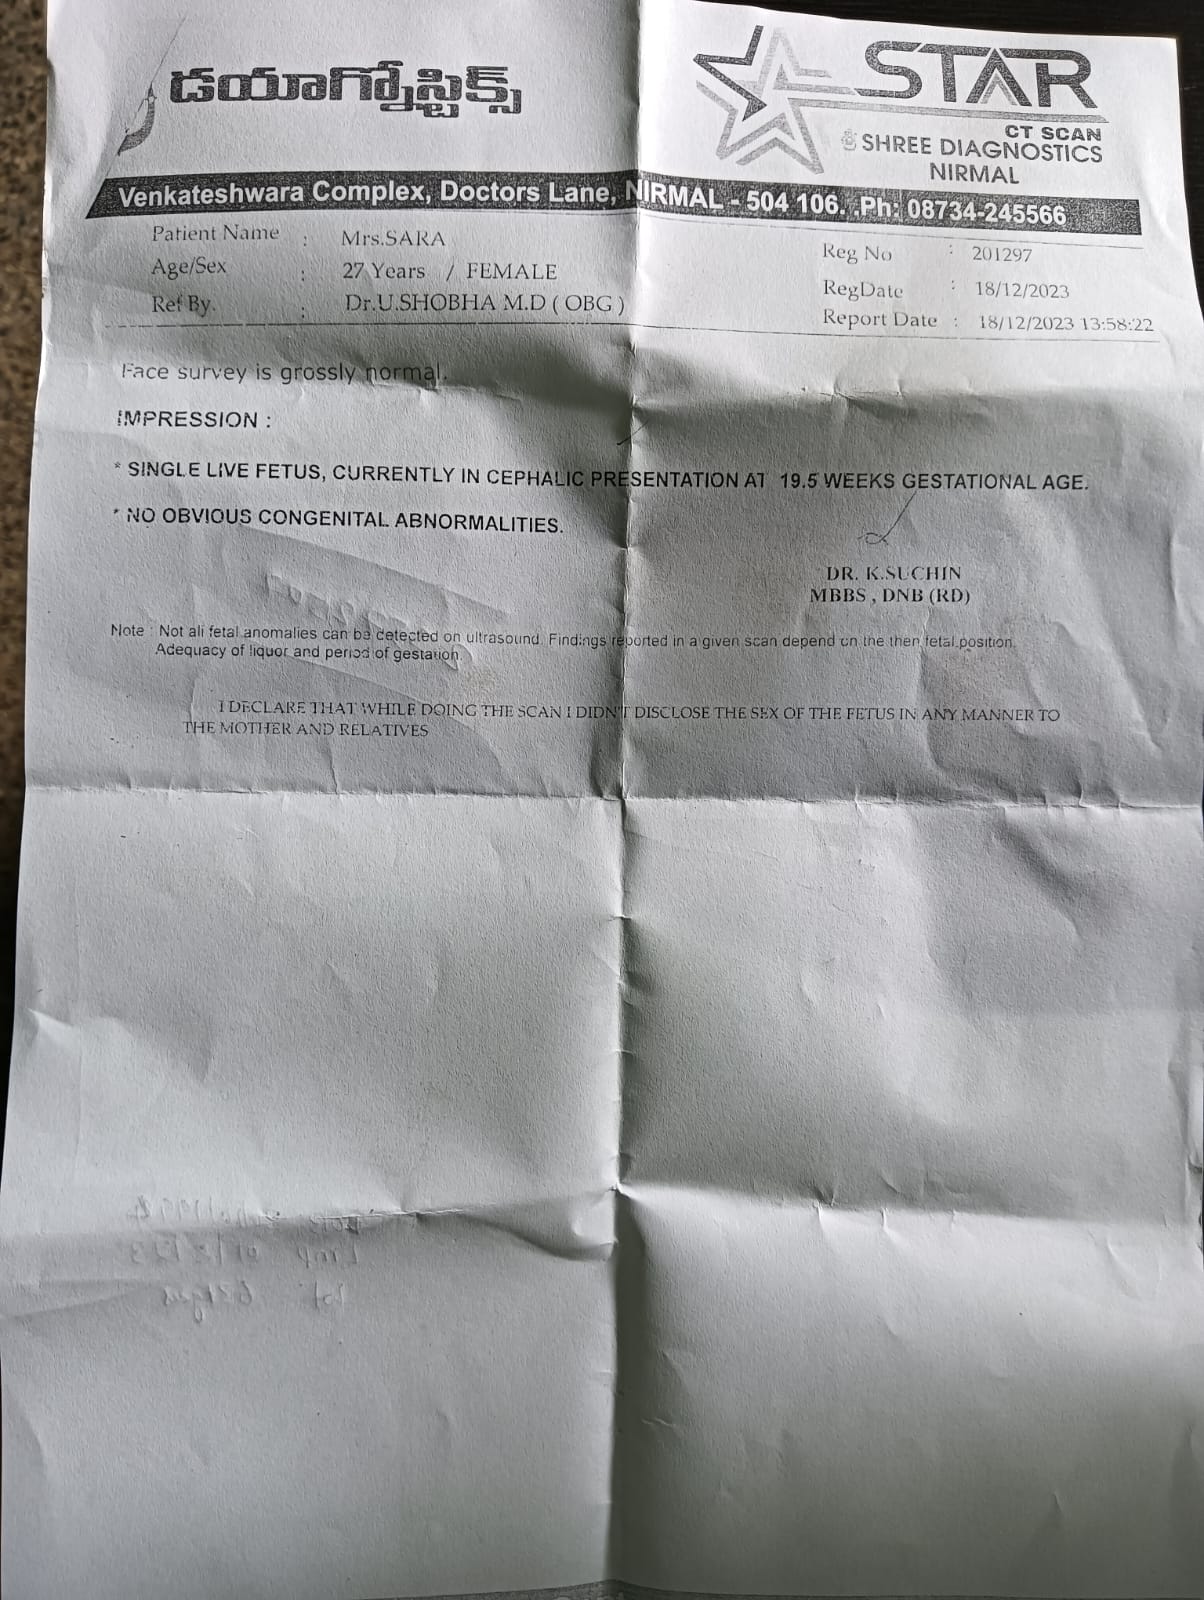 డయాగ్నోస్టిక్స్
STAR
CT SCAN
SHREE DIAGNOSTICS
NIRMAL
Venkateshwara Complex, Doctors Lane, NIRMAL - 504 106. .Ph: 08734-245566
Patient Name : Mrs.SARA
Reg No : 201297
Age/Sex : 27 Years / FEMALE
RegDate : 18/12/2023
Ref By. : Dr.U.SHOBHA M.D ( OBG )
Report Date : 18/12/2023 13:58:22
Face survey is grossly normal.
IMPRESSION :
* SINGLE LIVE FETUS, CURRENTLY IN CEPHALIC PRESENTATION AT 19.5 WEEKS GESTATIONAL AGE.
* NO OBVIOUS CONGENITAL ABNORMALITIES.
DR. K.SUCHIN
MBBS , DNB (RD)
Note : Not all fetal anomalies can be detected on ultrasound. Findings reported in a given scan depend on the then fetal position.
Adequacy of liquor and period of gestation.
I DECLARE THAT WHILE DOING THE SCAN I DIDN'T DISCLOSE THE SEX OF THE FETUS IN ANY MANNER TO
THE MOTHER AND RELATIVES